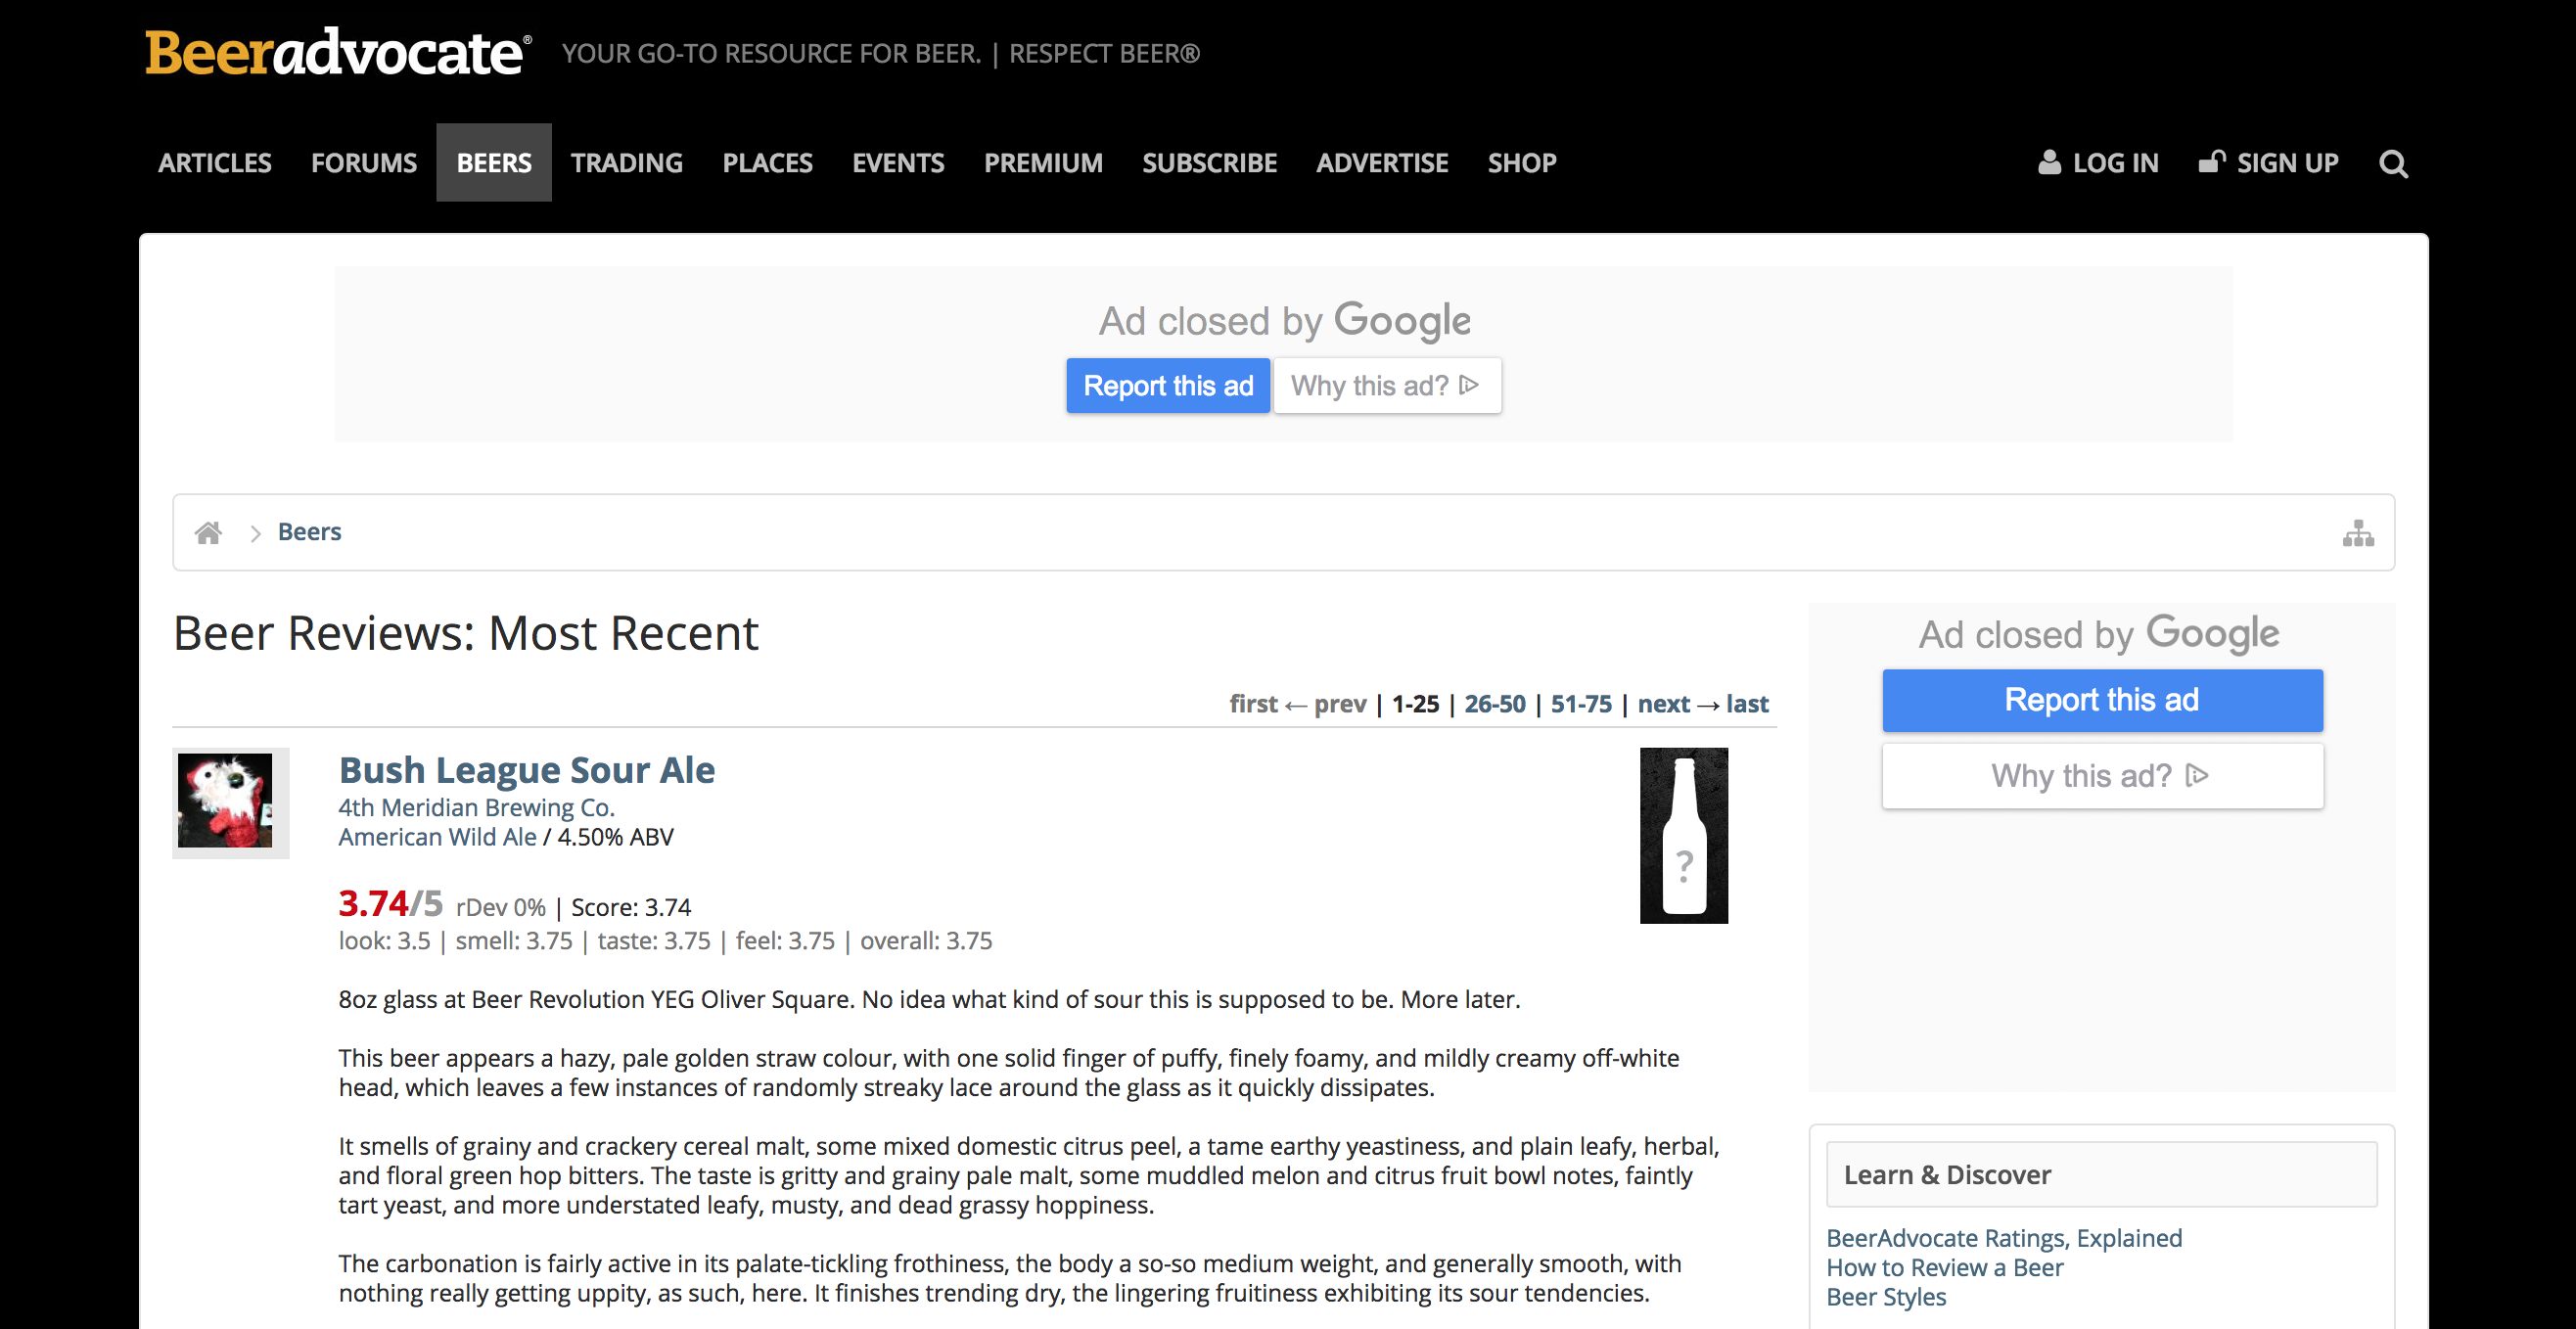 Beeradvocate® YOUR GO-TO RESOURCE FOR BEER. | RESPECT BEER®
ARTICLES FORUMS BEERS TRADING PLACES EVENTS PREMIUM SUBSCRIBE ADVERTISE SHOP LOG IN SIGN UP
Ad closed by Google
Report this ad Why this ad?
Beers
Beer Reviews: Most Recent
first ← prev | 1-25 | 26-50 | 51-75 | next → last
Bush League Sour Ale
4th Meridian Brewing Co.
American Wild Ale / 4.50% ABV
?
3.74/5 rDev 0% | Score: 3.74
look: 3.5 | smell: 3.75 | taste: 3.75 | feel: 3.75 | overall: 3.75
8oz glass at Beer Revolution YEG Oliver Square. No idea what kind of sour this is supposed to be. More later.
This beer appears a hazy, pale golden straw colour, with one solid finger of puffy, finely foamy, and mildly creamy off-white
head, which leaves a few instances of randomly streaky lace around the glass as it quickly dissipates.
It smells of grainy and crackery cereal malt, some mixed domestic citrus peel, a tame earthy yeastiness, and plain leafy, herbal,
and floral green hop bitters. The taste is gritty and grainy pale malt, some muddled melon and citrus fruit bowl notes, faintly
tart yeast, and more understated leafy, musty, and dead grassy hoppiness.
The carbonation is fairly active in its palate-tickling frothiness, the body a so-so medium weight, and generally smooth, with
nothing really getting uppity, as such, here. It finishes trending dry, the lingering fruitiness exhibiting its sour tendencies.
Ad closed by Google
Report this ad
Why this ad?
Learn & Discover
BeerAdvocate Ratings, Explained
How to Review a Beer
Beer Styles